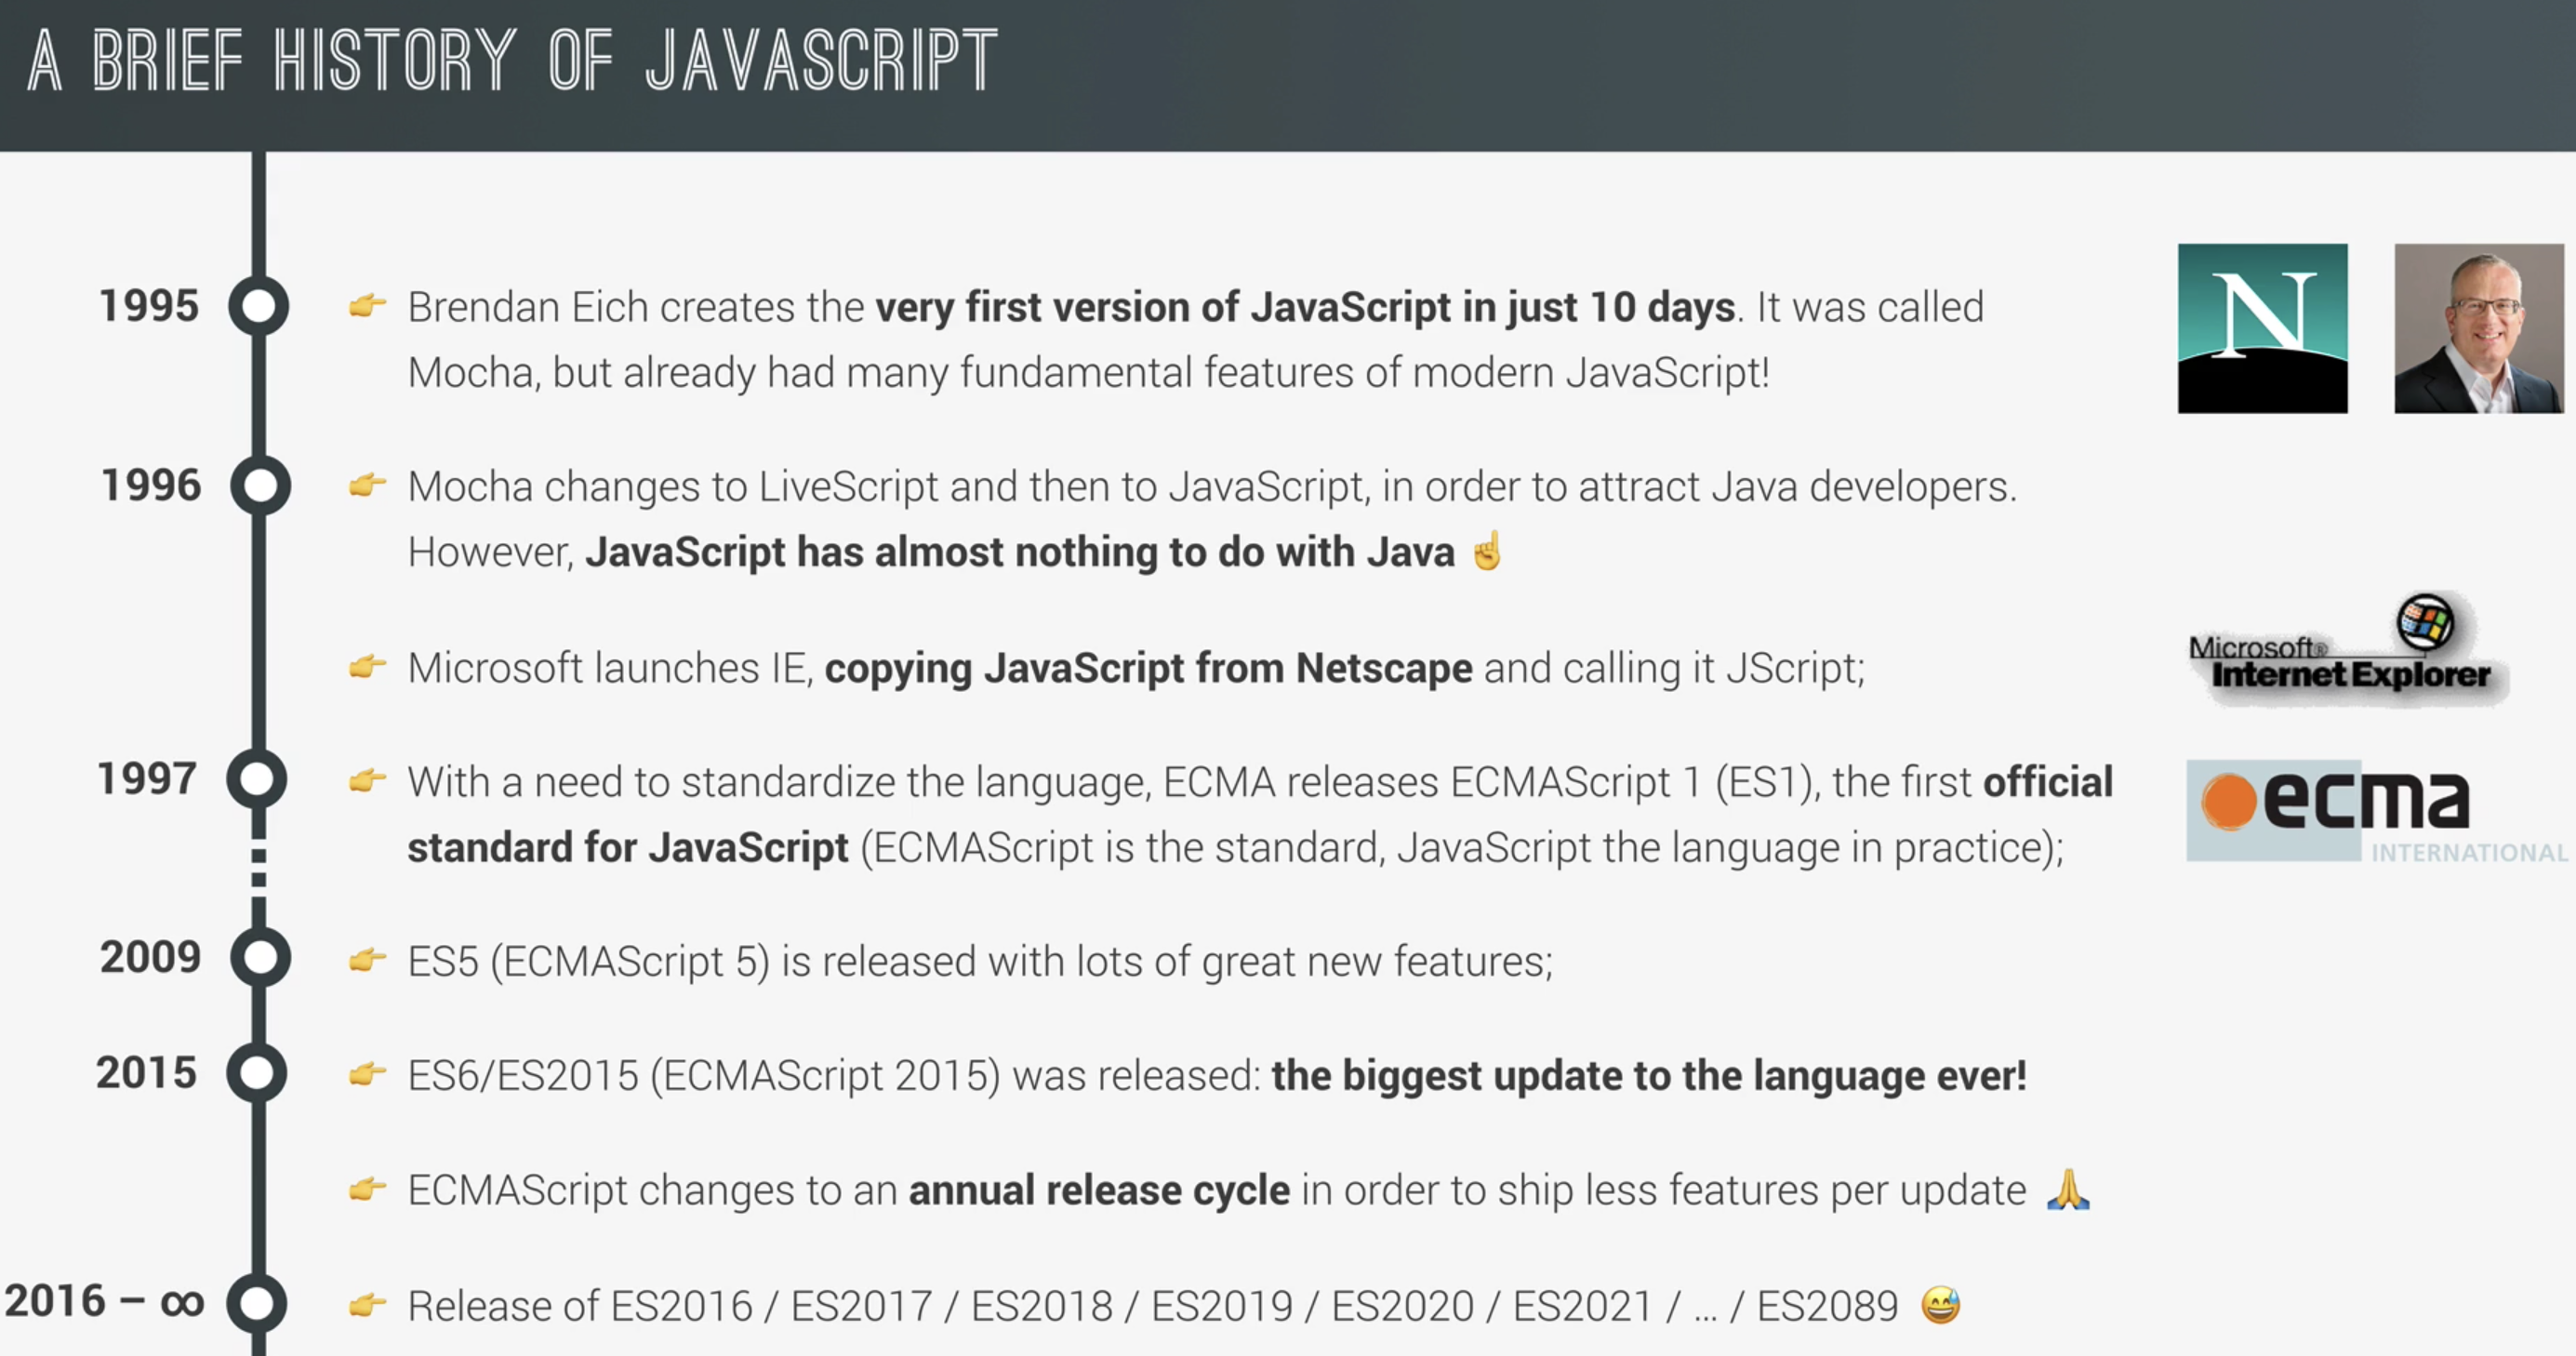 A BRIEF HISTORY OF JAVASCRIPT
1995
👉 Brendan Eich creates the very first version of JavaScript in just 10 days. It was called
Mocha, but already had many fundamental features of modern JavaScript!
N
1996
👉 Mocha changes to LiveScript and then to JavaScript, in order to attract Java developers.
However, JavaScript has almost nothing to do with Java ☝️
👉 Microsoft launches IE, copying JavaScript from Netscape and calling it JScript;
Microsoft®
Internet Explorer
1997
👉 With a need to standardize the language, ECMA releases ECMAScript 1 (ES1), the first official
standard for JavaScript (ECMAScript is the standard, JavaScript the language in practice);
ecma
INTERNATIONAL
2009
👉 ES5 (ECMAScript 5) is released with lots of great new features;
2015
👉 ES6/ES2015 (ECMAScript 2015) was released: the biggest update to the language ever!
👉 ECMAScript changes to an annual release cycle in order to ship less features per update 🙏
2016 – ∞
👉 Release of ES2016 / ES2017 / ES2018 / ES2019 / ES2020 / ES2021 / ... / ES2089 😅